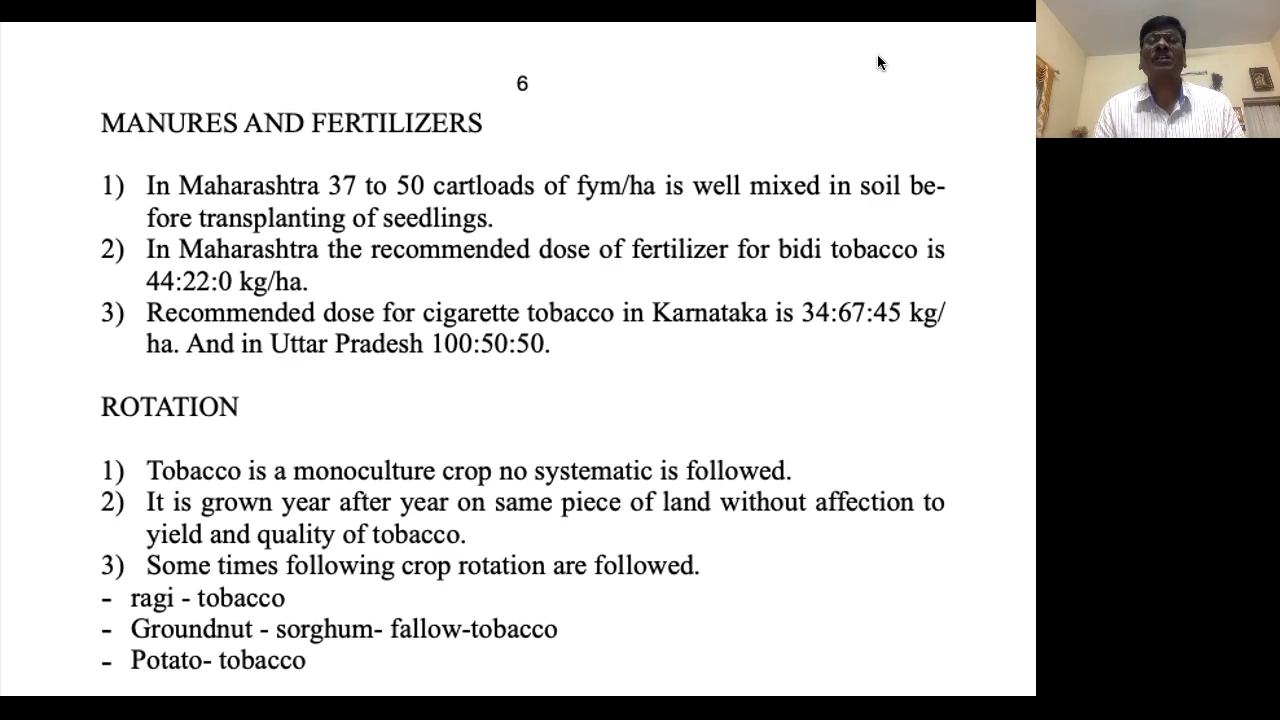 6
MANURES AND FERTILIZERS
1) In Maharashtra 37 to 50 cartloads of fym/ha is well mixed in soil be-
fore transplanting of seedlings.
2) In Maharashtra the recommended dose of fertilizer for bidi tobacco is
44:22:0 kg/ha.
3) Recommended dose for cigarette tobacco in Karnataka is 34:67:45 kg/
ha. And in Uttar Pradesh 100:50:50.
ROTATION
1) Tobacco is a monoculture crop no systematic is followed.
2) It is grown year after year on same piece of land without affection to
yield and quality of tobacco.
3) Some times following crop rotation are followed.
- ragi - tobacco
- Groundnut - sorghum- fallow-tobacco
- Potato- tobacco